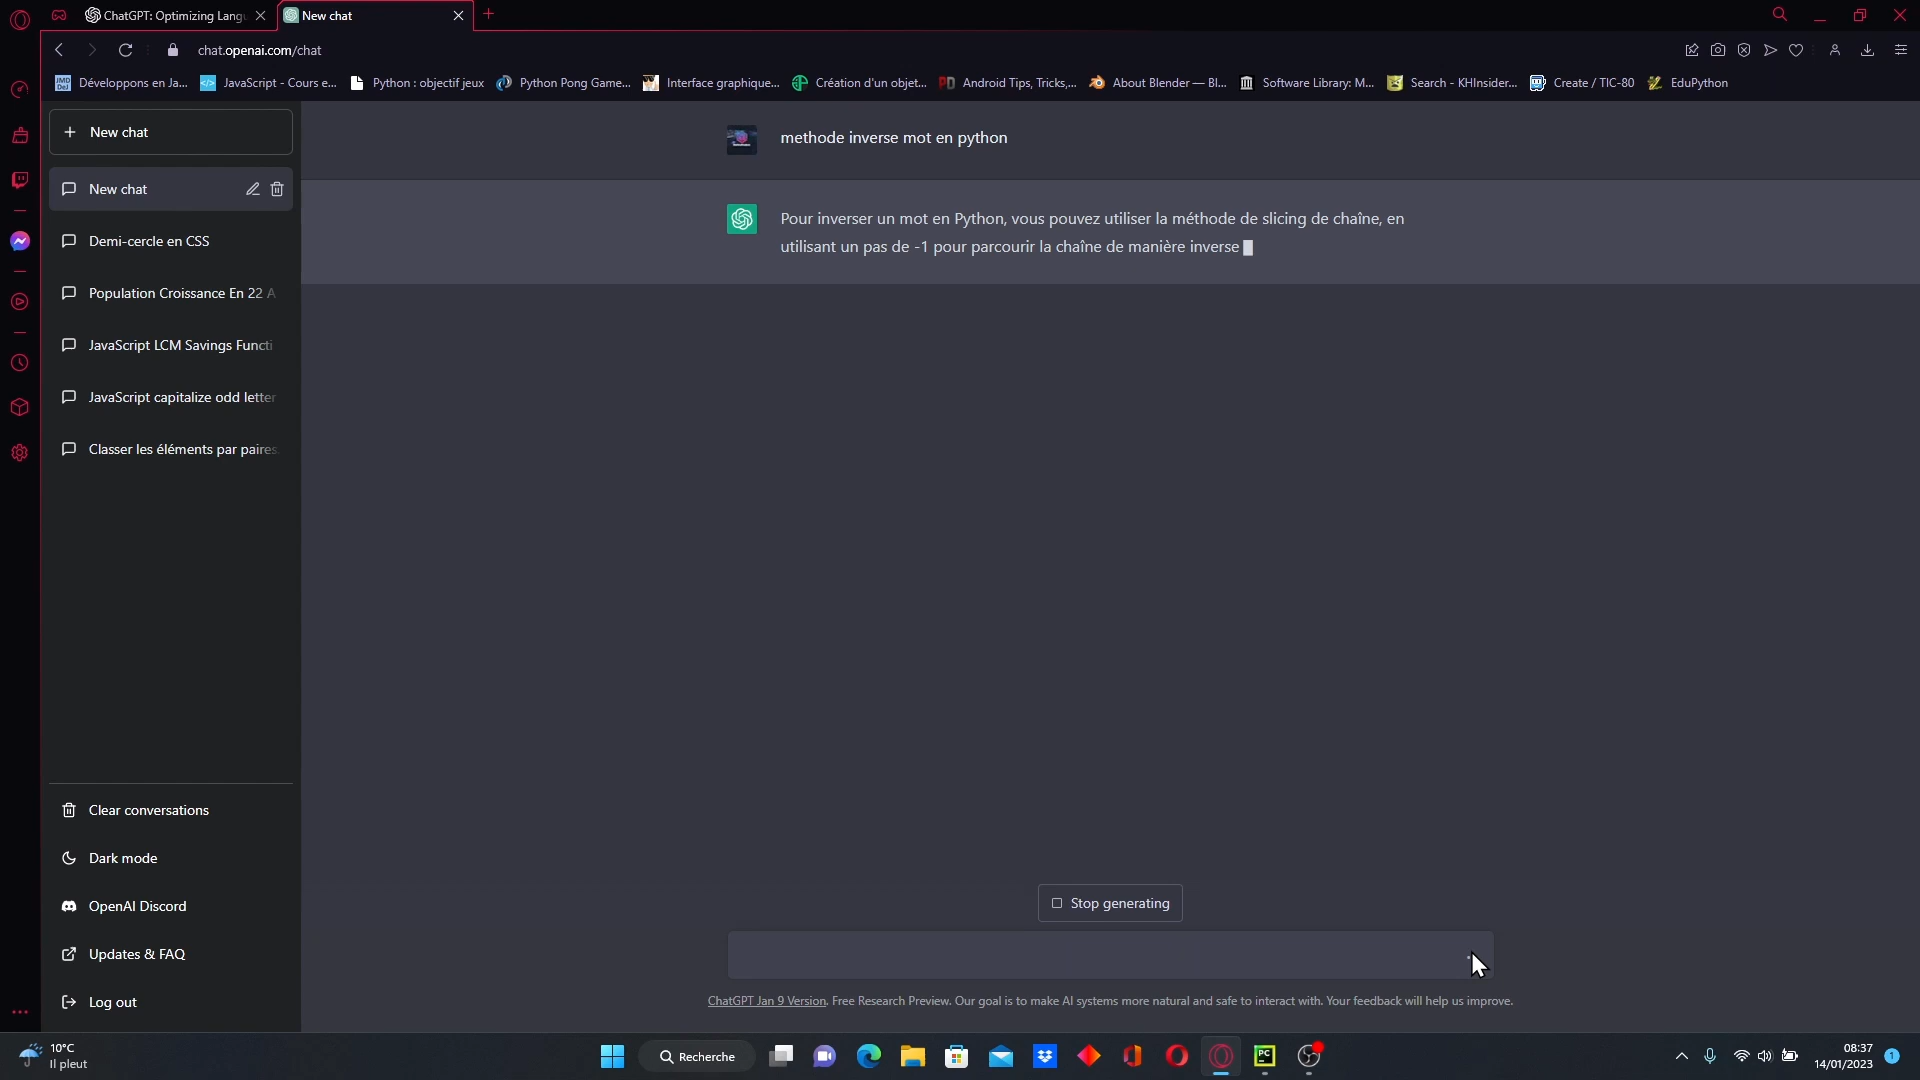 ChatGPT: Optimizing Langu
New chat
chat.openai.com/chat
Développons en Ja...
JavaScript - Cours e...
Python : objectif jeux
Python Pong Game...
Interface graphique...
Création d'un objet...
Android Tips, Tricks,...
About Blender — Bl...
Software Library: M...
Search - KHInsider...
Create / TIC-80
EduPython
New chat
New chat
Demi-cercle en CSS
Population Croissance En 22 A
JavaScript LCM Savings Functi
JavaScript capitalize odd letter
Classer les éléments par paires.
Clear conversations
Dark mode
OpenAI Discord
Updates & FAQ
Log out
methode inverse mot en python
Pour inverser un mot en Python, vous pouvez utiliser la méthode de slicing de chaîne, en
utilisant un pas de -1 pour parcourir la chaîne de manière inverse
Stop generating
ChatGPT Jan 9 Version. Free Research Preview. Our goal is to make AI systems more natural and safe to interact with. Your feedback will help us improve.
10°C
Il pleut
Recherche
PC
08:37
14/01/2023
1